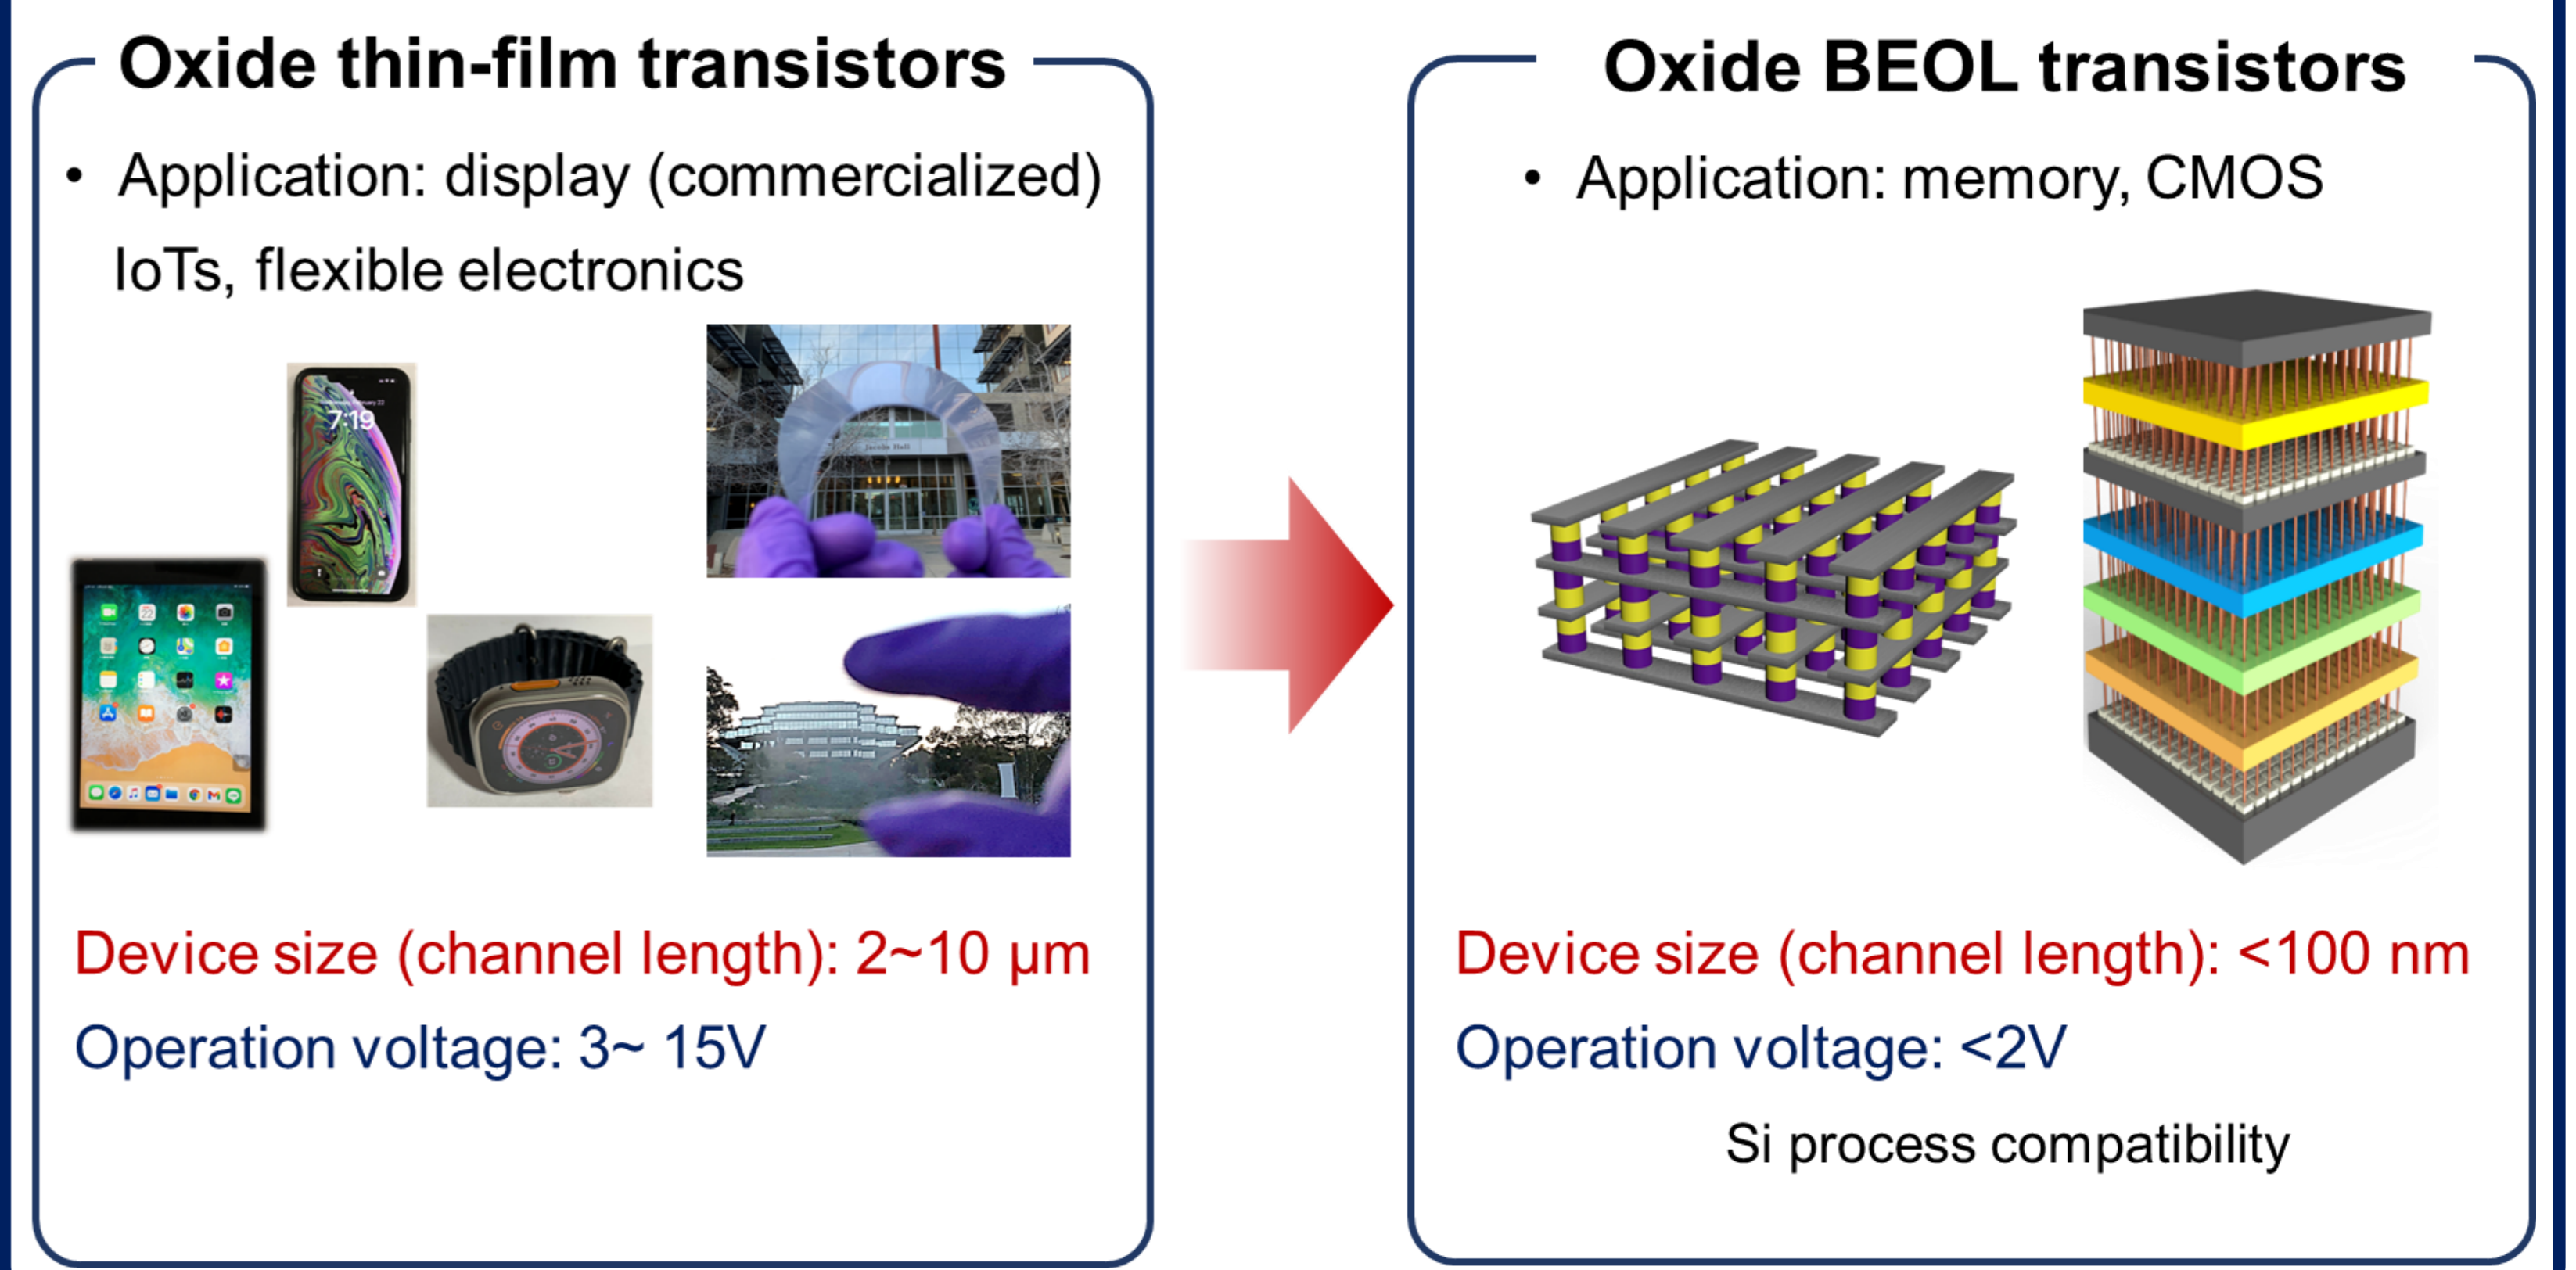 Oxide thin-film transistors
• Application: display (commercialized)
IoTs, flexible electronics
7:19
Jacobs Hall
Device size (channel length): 2~10 μm
Operation voltage: 3~ 15V
Oxide BEOL transistors
• Application: memory, CMOS
Device size (channel length): <100 nm
Operation voltage: <2V
Si process compatibility